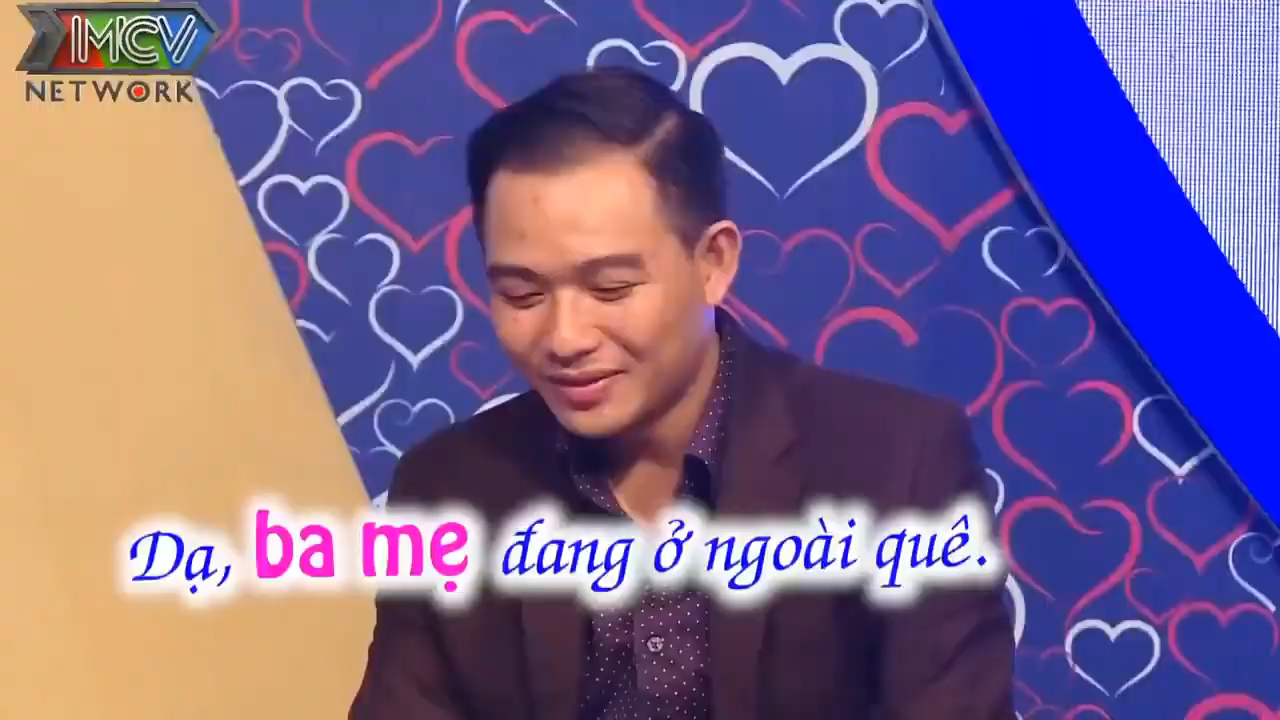 MCV
NETWORK
Dạ, ba mẹ đang ở ngoài quê.